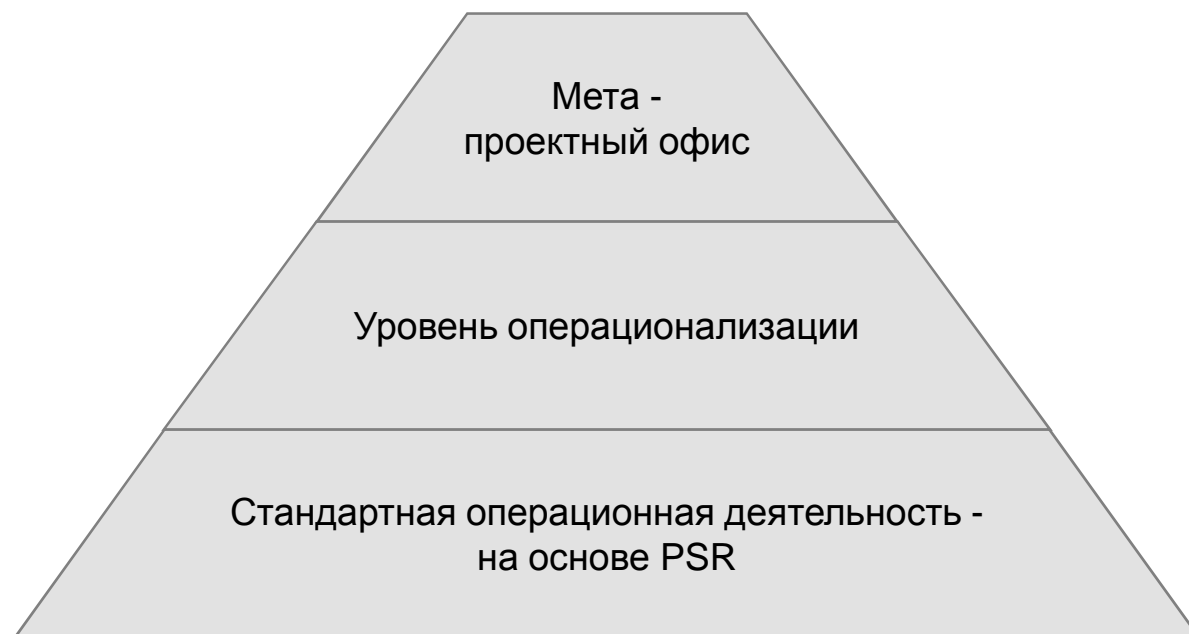 Мета -
проектный офис
Уровень операционализации
Стандартная операционная деятельность -
на основе PSR